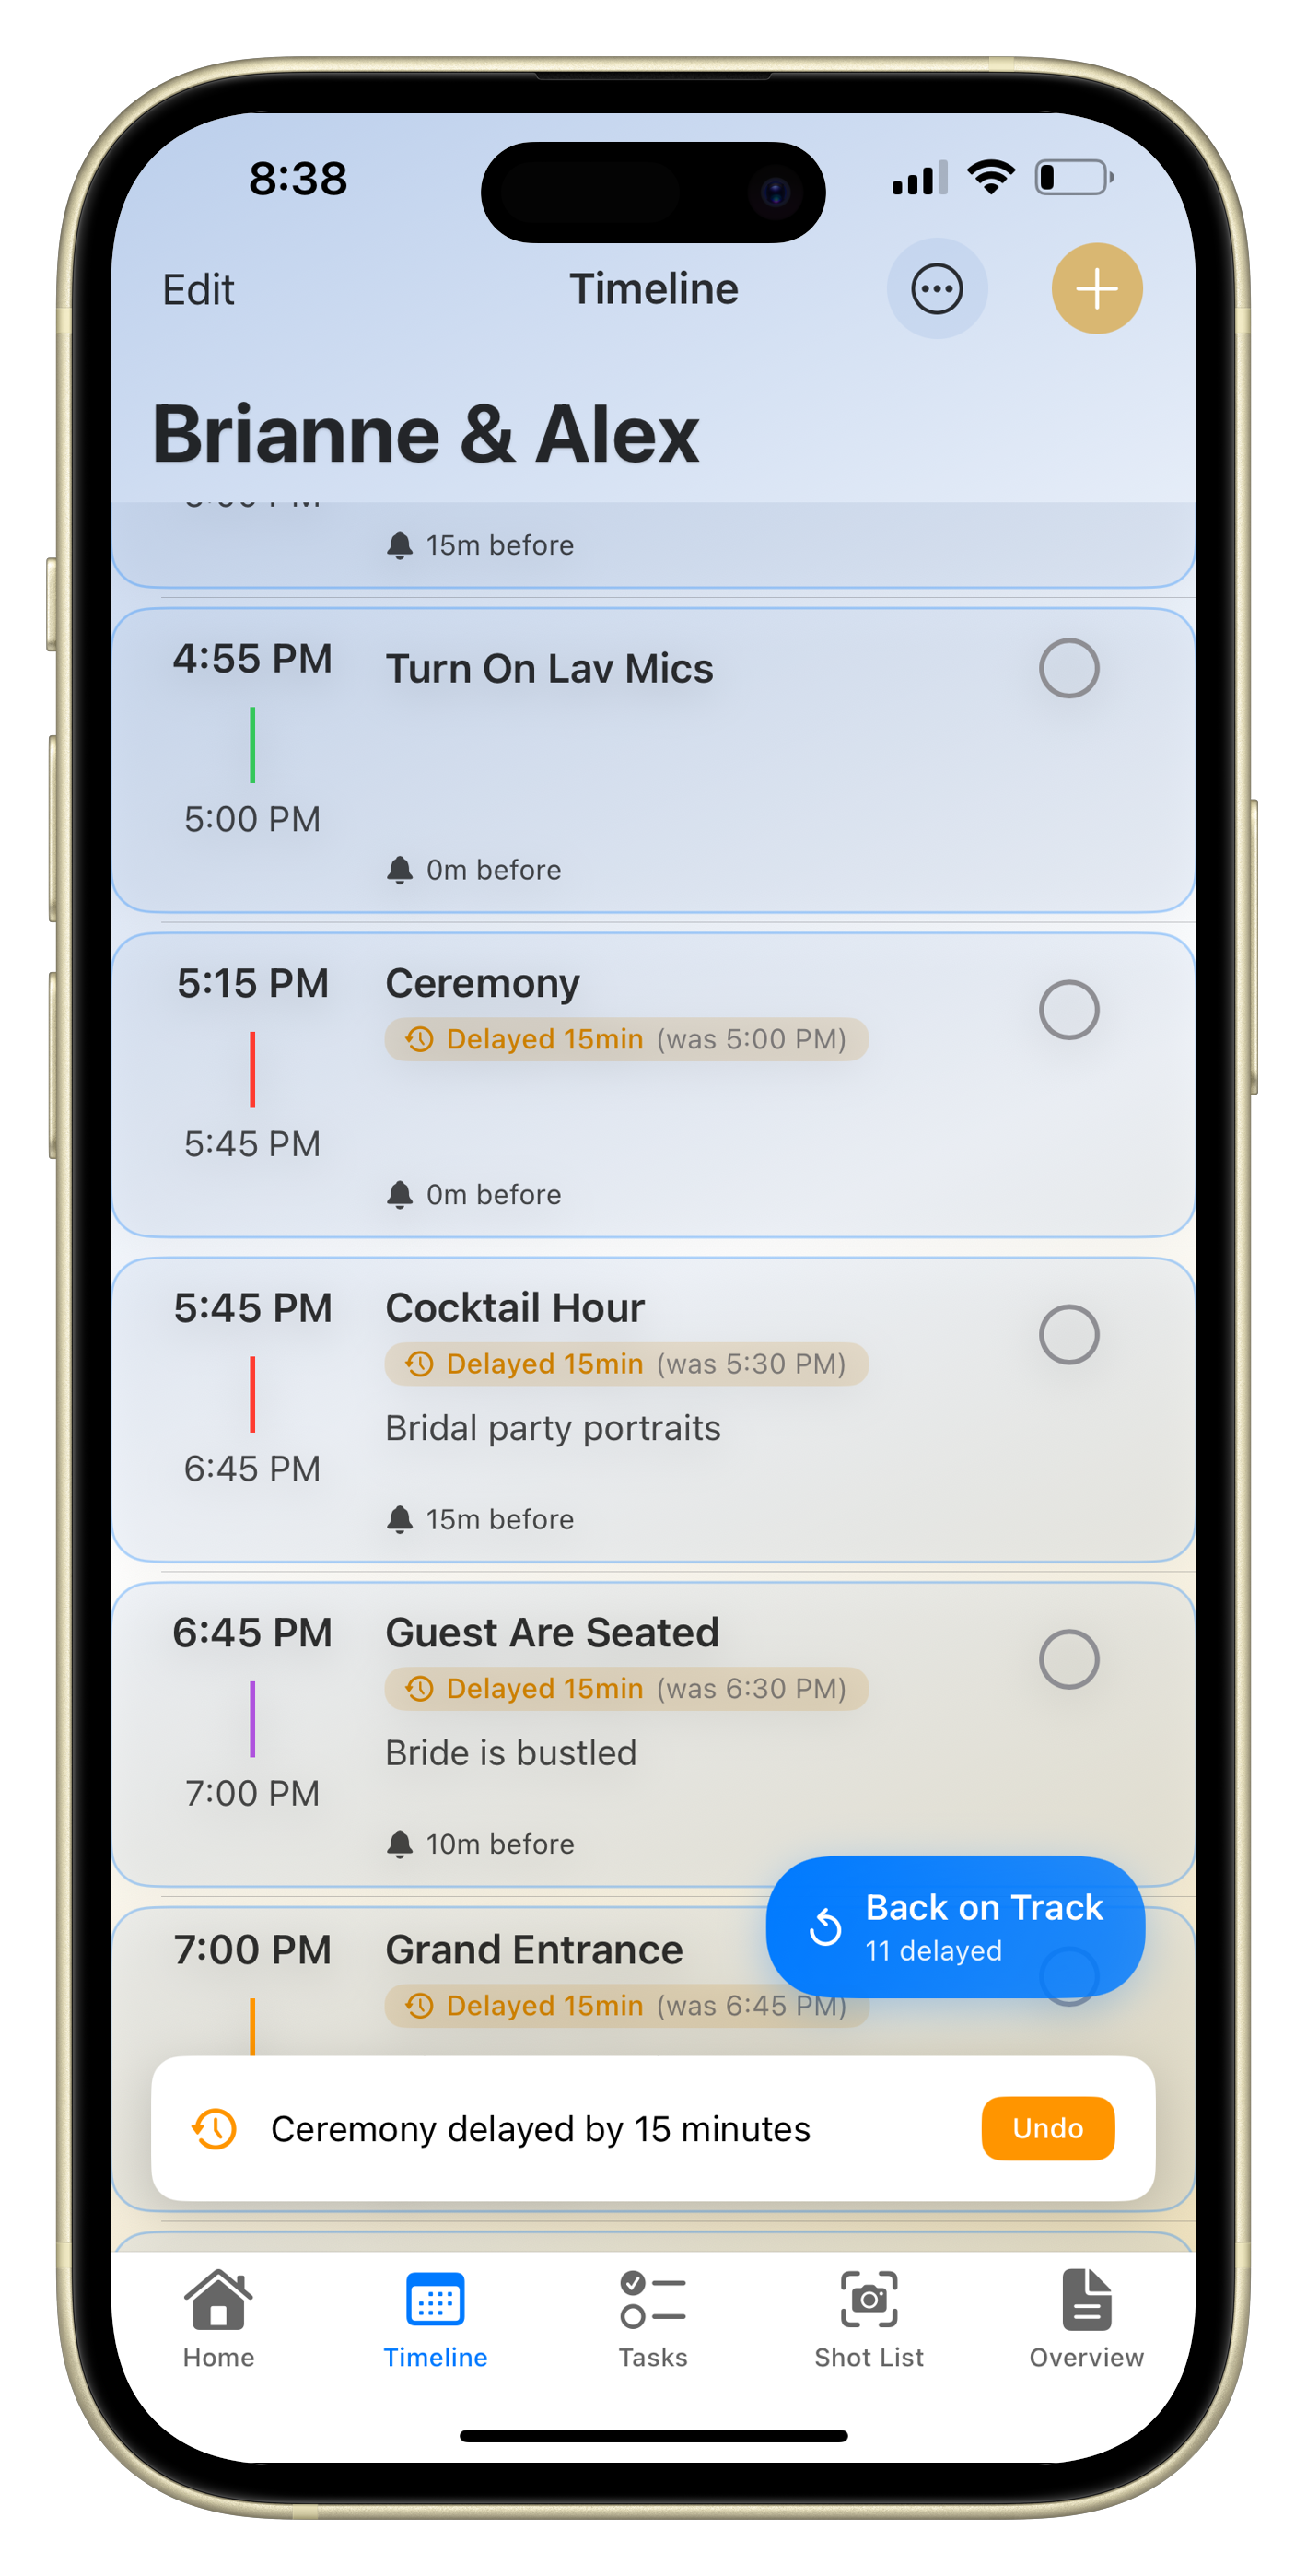 8:38
Edit
Timeline
Brianne & Alex
15m before
4:55 PM
Turn On Lav Mics
5:00 PM
0m before
5:15 PM
Ceremony
Delayed 15min (was 5:00 PM)
5:45 PM
0m before
5:45 PM
Cocktail Hour
Delayed 15min (was 5:30 PM)
Bridal party portraits
6:45 PM
15m before
6:45 PM
Guest Are Seated
Delayed 15min (was 6:30 PM)
Bride is bustled
7:00 PM
10m before
Back on Track
11 delayed
7:00 PM
Grand Entrance
Delayed 15min (was 6:45 PM)
Ceremony delayed by 15 minutes
Undo
Home
Timeline
Tasks
Shot List
Overview